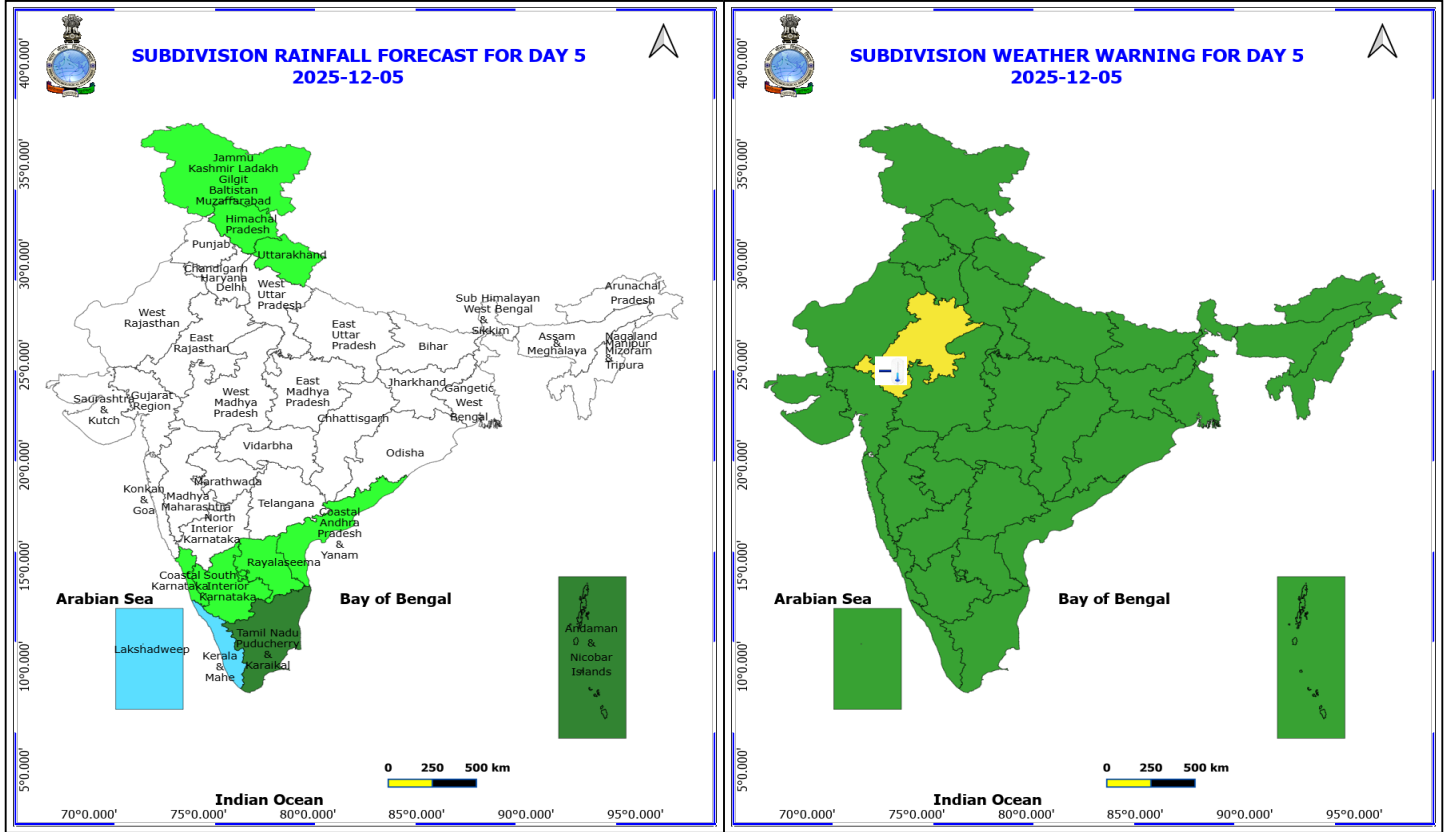 SUBDIVISION RAINFALL FORECAST FOR DAY 5
2025-12-05
40°0.000'
35°0.000'
30°0.000'
25°0.000'
20°0.000'
15°0.000'
10°0.000'
5°0.000'
Jammu
Kashmir Ladakh
Gilgit
Baltistan
Muzaffarabad
Himachal
Pradesh
Punjab
Uttarakhand
Chandigarh
Haryana
Delhi
West
Uttar
Pradesh
West
Rajasthan
East
Rajasthan
East
Uttar
Pradesh
Bihar
Sub Himalayan
West Bengal
&
Sikkim
Arunachal
Pradesh
Assam
&
Meghalaya
Nagaland
Manipur
Mizoram
&
Tripura
Saurashtra
&
Kutch
Gujarat
Region
West
Madhya
Pradesh
East
Madhya
Pradesh
Jharkhand
Gangetic
West
Bengal
Chhattisgarh
Vidarbha
Odisha
Konkan
&
Goa
Madhya
Maharashtra
Marathwada
Telangana
North
Interior
Karnataka
Coastal
Andhra
Pradesh
&
Yanam
Rayalaseema
Coastal
Karnataka
South
Interior
Karnataka
Arabian Sea
Bay of Bengal
Lakshadweep
Kerala
&
Mahe
Tamil Nadu
Puducherry
&
Karaikal
Andaman
&
Nicobar
Islands
0 250 500 km
Indian Ocean
70°0.000' 75°0.000' 80°0.000' 85°0.000' 90°0.000' 95°0.000'
SUBDIVISION WEATHER WARNING FOR DAY 5
2025-12-05
40°0.000'
35°0.000'
30°0.000'
25°0.000'
20°0.000'
15°0.000'
10°0.000'
5°0.000'
Arabian Sea
Bay of Bengal
0 250 500 km
Indian Ocean
70°0.000' 75°0.000' 80°0.000' 85°0.000' 90°0.000' 95°0.000'